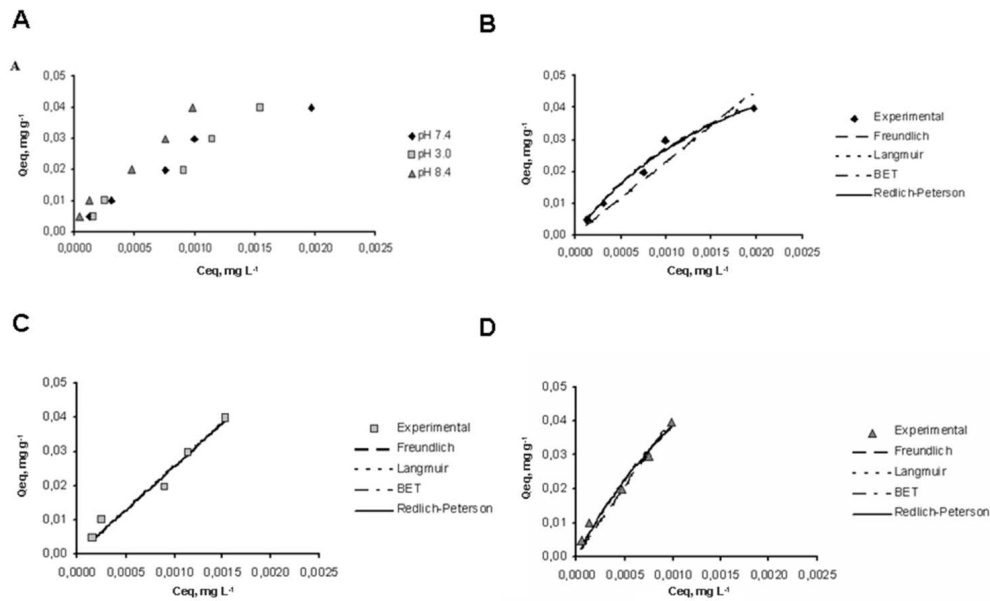 A
A
0,05
0,04
0,03
0,02
0,01
0,00
Qeq, mg g-1
0,0000 0,0005 0,0010 0,0015 0,0020 0,0025
Ceq, mg L-1
pH 7.4
pH 3.0
pH 8.4
B
0,05
0,04
0,03
0,02
0,01
0,00
Qeq, mg g-1
0,0000 0,0005 0,0010 0,0015 0,0020 0,0025
Ceq, mg L-1
Experimental
Freundlich
Langmuir
BET
Redlich-Peterson
C
0,05
0,04
0,03
0,02
0,01
0,00
Qeq, mg g-1
0,0000 0,0005 0,0010 0,0015 0,0020 0,0025
Ceq, mg L-1
Experimental
Freundlich
Langmuir
BET
Redlich-Peterson
D
0,05
0,04
0,03
0,02
0,01
0,00
Qeq, mg g-1
0,0000 0,0005 0,0010 0,0015 0,0020 0,0025
Ceq, mg L-1
Experimental
Freundlich
Langmuir
BET
Redlich-Peterson